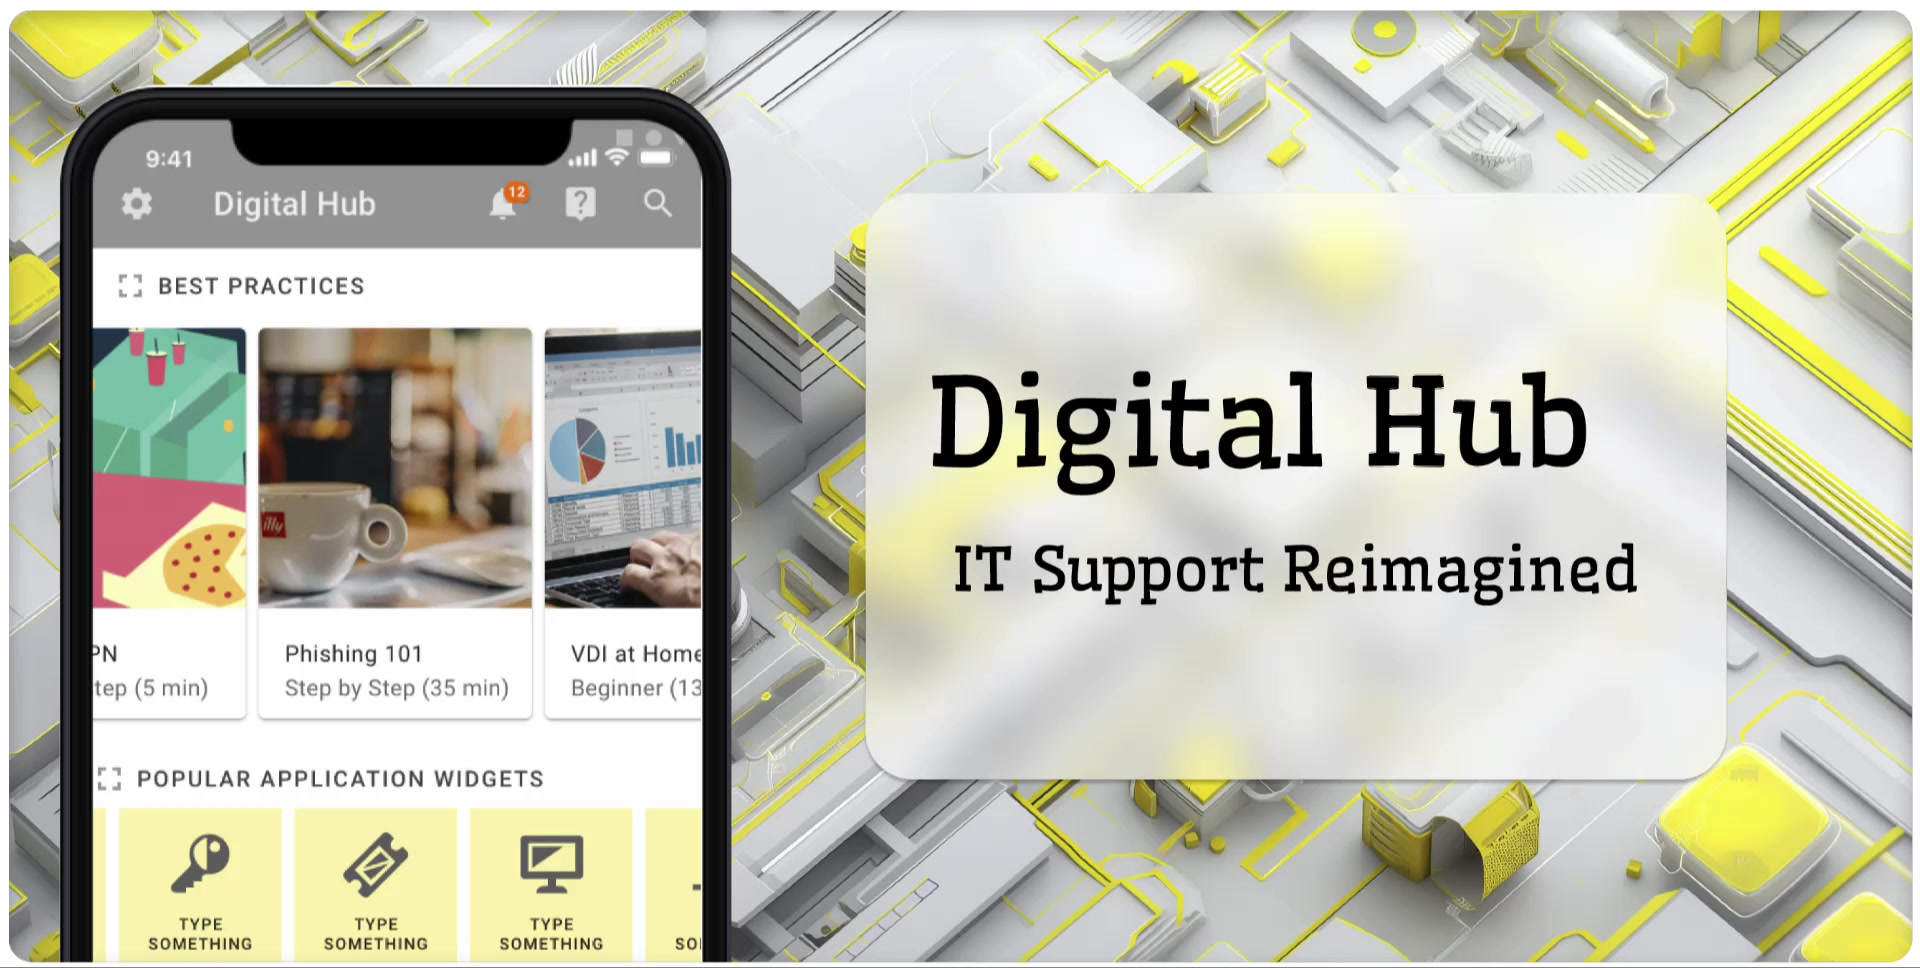 9:41
Digital Hub
12
?
BEST PRACTICES
illy
PN
tep (5 min)
Phishing 101
Step by Step (35 min)
VDI at Home
Beginner (13
POPULAR APPLICATION WIDGETS
TYPE
SOMETHING
TYPE
SOMETHING
TYPE
SOMETHING
SO
Digital Hub
IT Support Reimagined